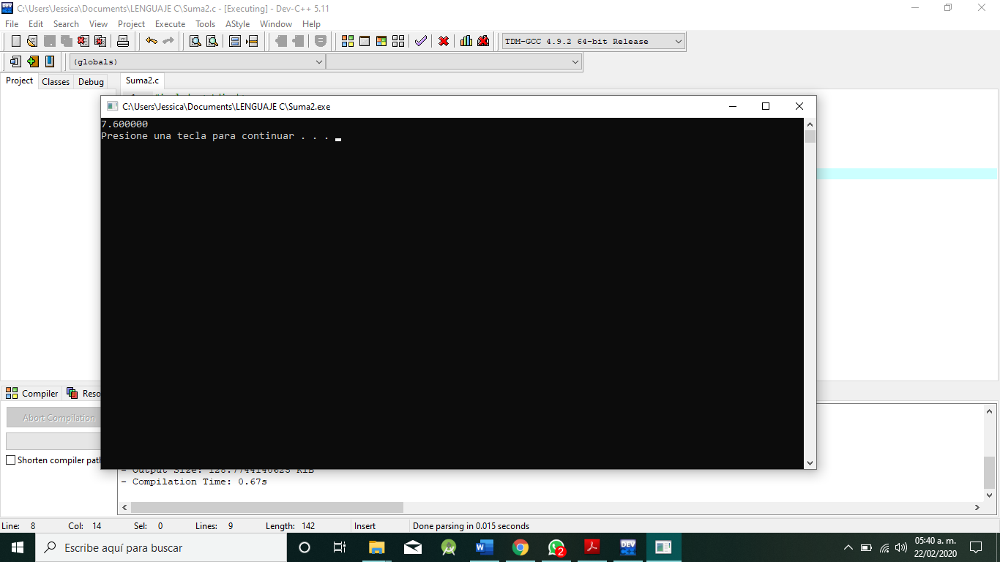 C:\Users\Jessica\Documents\LENGUAJE C\Suma2.c - [Executing] - Dev-C++ 5.11
File Edit Search View Project Execute Tools AStyle Window Help
TDM-GCC 4.9.2 64-bit Release
(globals)
Project Classes Debug Suma2.c
C:\Users\Jessica\Documents\LENGUAJE C\Suma2.exe
7.600000
Presione una tecla para continuar . . .
Compiler Reso
Abort Compilation
Shorten compiler path
- Output Size: 128.7744140625 KiB
- Compilation Time: 0.67s
Line: 8 Col: 14 Sel: 0 Lines: 9 Length: 142 Insert Done parsing in 0.015 seconds
Escribe aquí para buscar
DEV
2
05:40 a. m.
22/02/2020